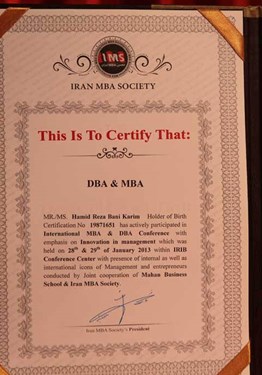 IMS
IRAN MBA SOCIETY
This Is To Certify That:
DBA & MBA
MR./MS. Hamid Reza Bani Karim Holder of Birth
Certification.No 19871651 has actively participated in
International MBA & DBA Conference with
emphasis on Innovation in management which was
held on 28th & 29th of January 2013 within IRIB
Conference Center with presence of internal as well as
international icons of Management and entrepreneurs
conducted by Joint cooperation of Mahan Business
School & Iran MBA Society.
Iran MBA Society's President